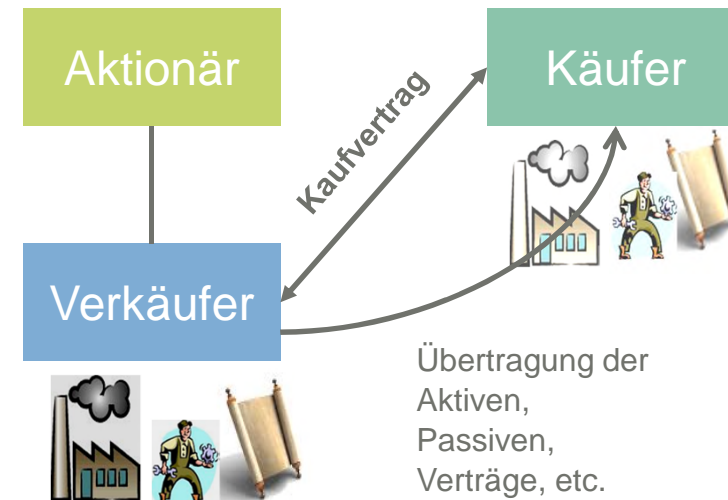 Aktionär
Käufer
Kaufvertrag
Verkäufer
Übertragung der
Aktiven,
Passiven,
Verträge, etc.